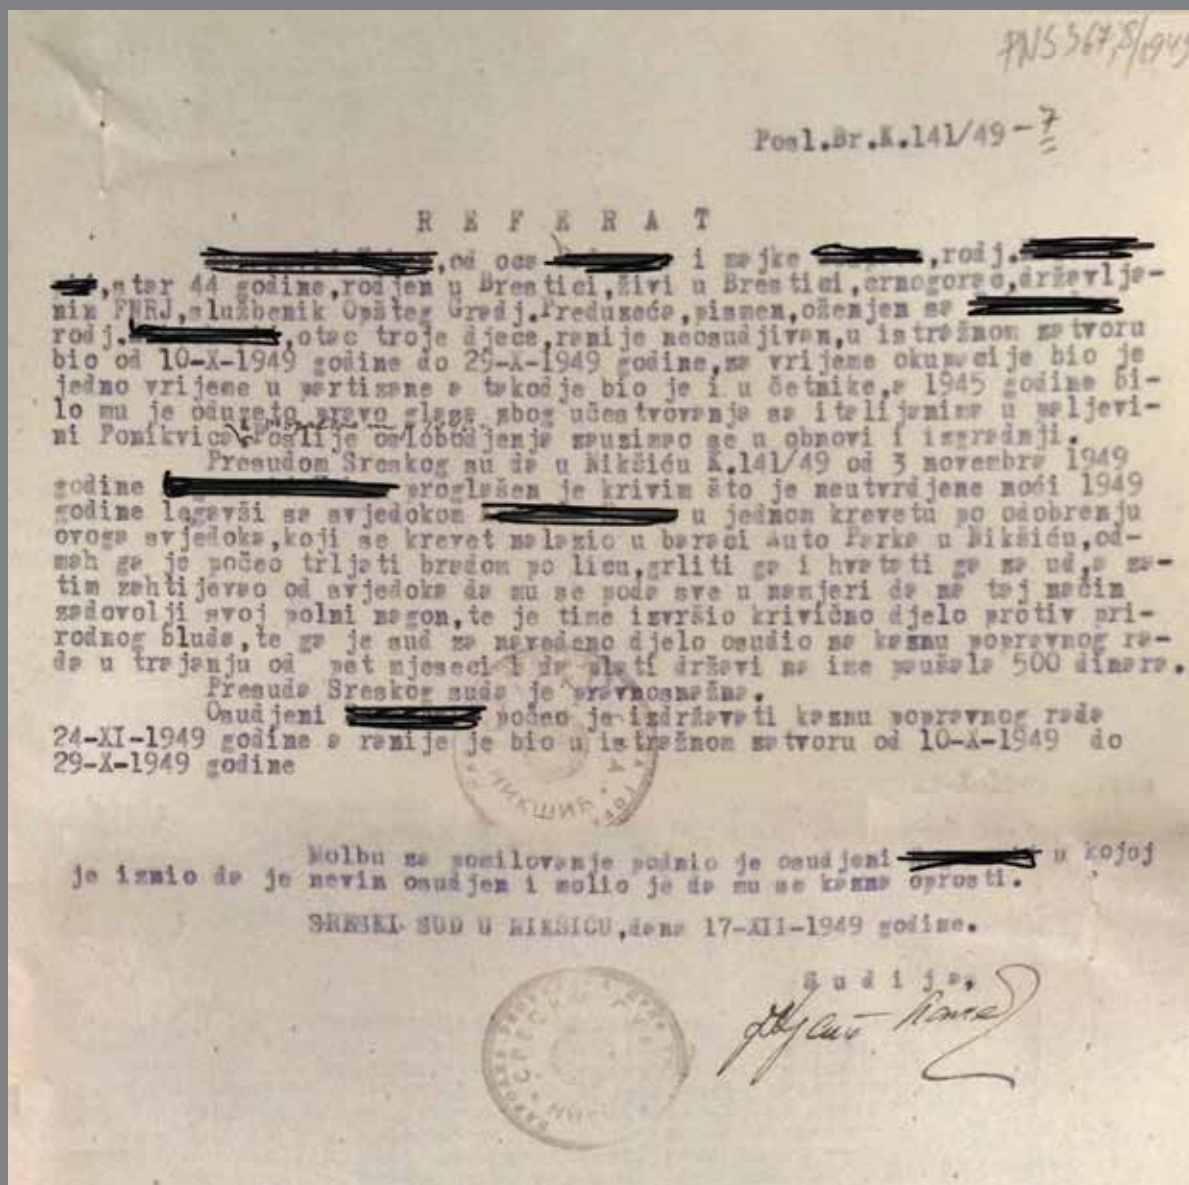 PNS 367,5/1949
Posl.Br.K.141/49-7
R E F E R A T
,od oca i majke ,rodj.
,star 44 godine,rodjen u Brestici,živi u Brestici,crnogorac,državlja-
nin FNRJ,službenik Opšteg Gradj.Preduzeća,pismen,oženjen sa
rodj. ,otac troje djece,ranije neosudjivan,u istražnom zatvoru
bio od 10-X-1949 godine do 29-X-1949 godine,za vrijeme okupacije bio je
jedno vrijeme u partizane a takodje bio je i u četnike,a 1945 godine bi-
lo mu je oduzeto pravo glasa zbog učestvovanja sa italijanima u paljevi-
ni Ponikvice Poslije oslobodjenja zauzimao se u obnovi i izgradnji.
Presudom Sreskog suda u Nikšiću K.141/49 od 3 novembra 1949
godine proglašen je krivim što je neutvrdjene noći 1949
godine legavši sa svjedokom u jednom krevetu po odobrenju
ovoga svjedoka,koji se krevet nalazio u baraci Auto Parka u Nikšiću,od-
mah ga je počeo trljati bradom po licu,grliti ga i hvatati ga za ud,a za-
tim zahtijevao od svjedoka da mu se poda sve u namjeri da na taj način
zadovolji svoj polni nagon,te je time izvršio krivično djelo protiv pri-
rodnog bluda,te ga je sud za navedeno djelo osudio na kaznu popravnog ra-
da u trajanju od pet mjeseci i da plati državi na ime paušala 500 dinara.
Presuda Sreskog suda je pravnosnažna.
Osudjeni počeo je izdržavati kaznu popravnog rada
24-XI-1949 godine a ranije je bio u istražnom zatvoru od 10-X-1949 do
29-X-1949 godine
НИКШИЋ
Molbu za pomilovanje podnio je osudjeni u kojoj
je iznio da je nevin osudjen i molio je da mu se kazna oprosti.
SRESKI SUD U NIKŠIĆU,dana 17-XII-1949 godine.
S u d i j a,
СРЕСКИ СУД